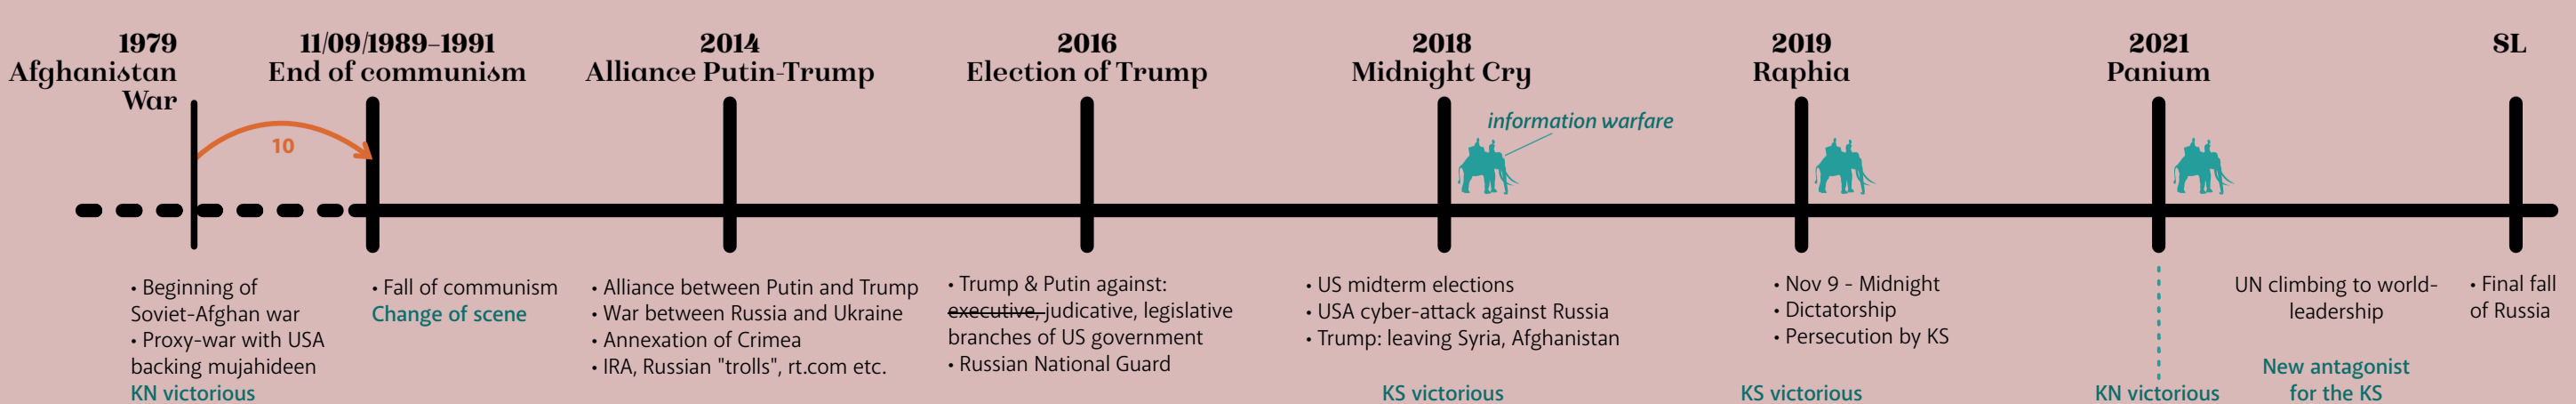 1979
Afghanistan
War
11/09/1989–1991
End of communism
2014
Alliance Putin-Trump
2016
Election of Trump
2018
Midnight Cry
2019
Raphia
2021
Panium
SL
10
information warfare
• Beginning of
Soviet-Afghan war
• Proxy-war with USA
backing mujahideen
KN victorious
• Fall of communism
Change of scene
• Alliance between Putin and Trump
• War between Russia and Ukraine
• Annexation of Crimea
• IRA, Russian "trolls", rt.com etc.
• Trump & Putin against:
executive, judicative, legislative
branches of US government
• Russian National Guard
• US midterm elections
• USA cyber-attack against Russia
• Trump: leaving Syria, Afghanistan
KS victorious
• Nov 9 - Midnight
• Dictatorship
• Persecution by KS
KS victorious
KN victorious
UN climbing to world-
leadership
New antagonist
for the KS
• Final fall
of Russia